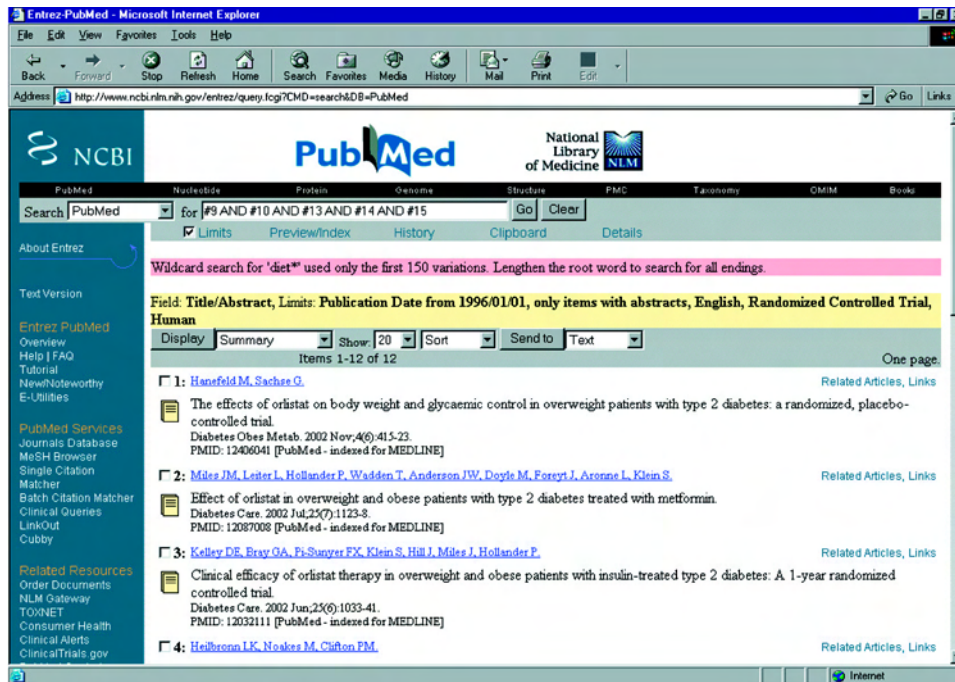 Entrez-PubMed - Microsoft Internet Explorer
File Edit View Favorites Tools Help
Back Forward Stop Refresh Home Search Favorites Media History Mail Print Edit
Address http://www.ncbi.nlm.nih.gov/entrez/query.fcgi?CMD=search&DB=PubMed Go Links
NCBI
PubMed
National
Library
of Medicine NLM
PubMed Nucleotide Protein Genome Structure PMC Taxonomy OMIM Books
Search PubMed for #9 AND #10 AND #13 AND #14 AND #15 Go Clear
Limits Preview/Index History Clipboard Details
About Entrez
Text Version
Entrez PubMed
Overview
Help | FAQ
Tutorial
New/Noteworthy
E-Utilities
PubMed Services
Journals Database
MeSH Browser
Single Citation
Matcher
Batch Citation Matcher
Clinical Queries
LinkOut
Cubby
Related Resources
Order Documents
NLM Gateway
TOXNET
Consumer Health
Clinical Alerts
ClinicalTrials.gov
Wildcard search for 'diet*' used only the first 150 variations. Lengthen the root word to search for all endings.
Field: Title/Abstract, Limits: Publication Date from 1996/01/01, only items with abstracts, English, Randomized Controlled Trial,
Human
Display Summary Show: 20 Sort Send to Text
Items 1-12 of 12 One page.
1: Hanefeld M, Sachse G. Related Articles, Links
The effects of orlistat on body weight and glycaemic control in overweight patients with type 2 diabetes: a randomized, placebo-
controlled trial.
Diabetes Obes Metab. 2002 Nov;4(6):415-23.
PMID: 12406041 [PubMed - indexed for MEDLINE]
2: Miles JM, Leiter L, Hollander P, Wadden T, Anderson JW, Doyle M, Foreyt J, Aronne L, Klein S. Related Articles, Links
Effect of orlistat in overweight and obese patients with type 2 diabetes treated with metformin.
Diabetes Care. 2002 Jul;25(7):1123-8.
PMID: 12087008 [PubMed - indexed for MEDLINE]
3: Kelley DE, Bray GA, Pi-Sunyer FX, Klein S, Hill J, Miles J, Hollander P. Related Articles, Links
Clinical efficacy of orlistat therapy in overweight and obese patients with insulin-treated type 2 diabetes: A 1-year randomized
controlled trial.
Diabetes Care. 2002 Jun;25(6):1033-41.
PMID: 12032111 [PubMed - indexed for MEDLINE]
4: Heilbronn LK, Noakes M, Clifton PM. Related Articles, Links
Internet